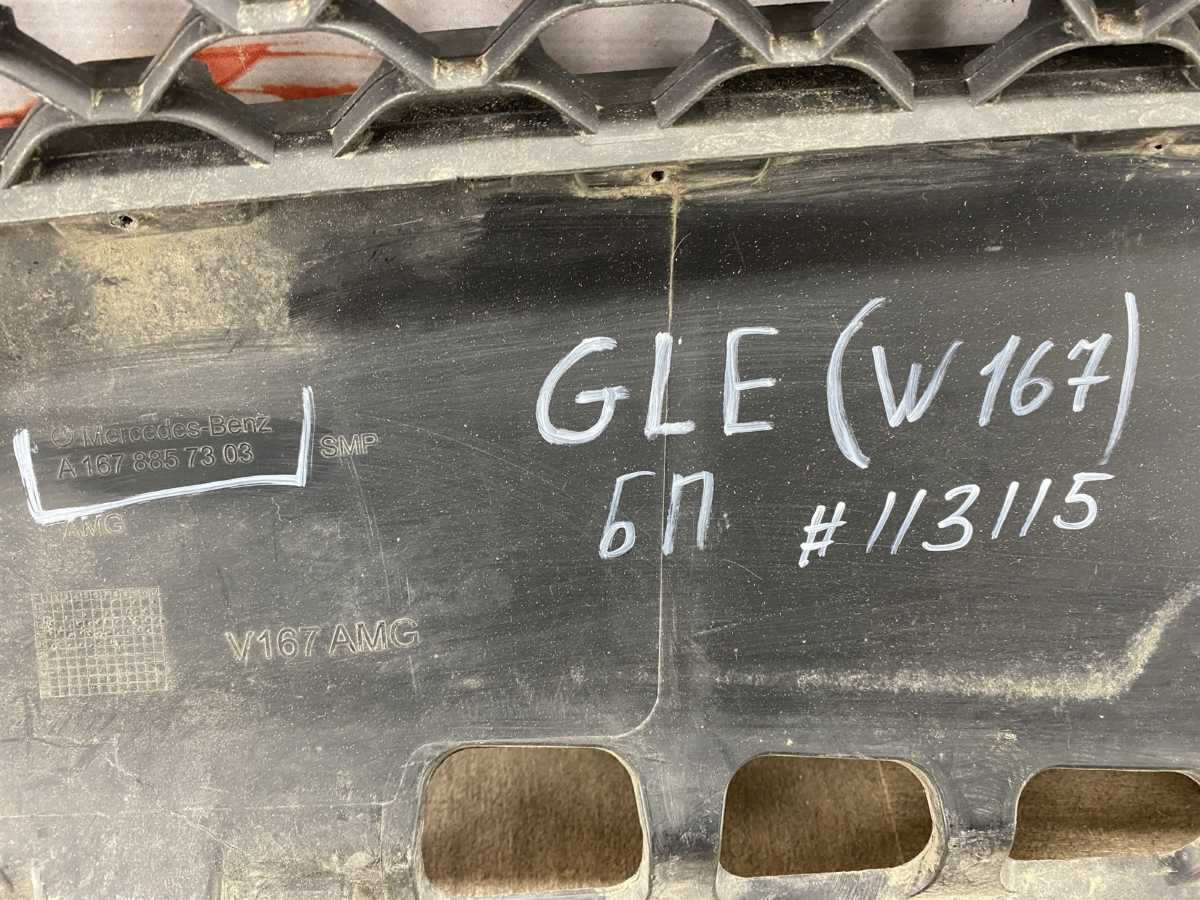 Mercedes-Benz
A 167 885 73 03
SMP
AMG
V167 AMG
GLE (W167)
БП #113115